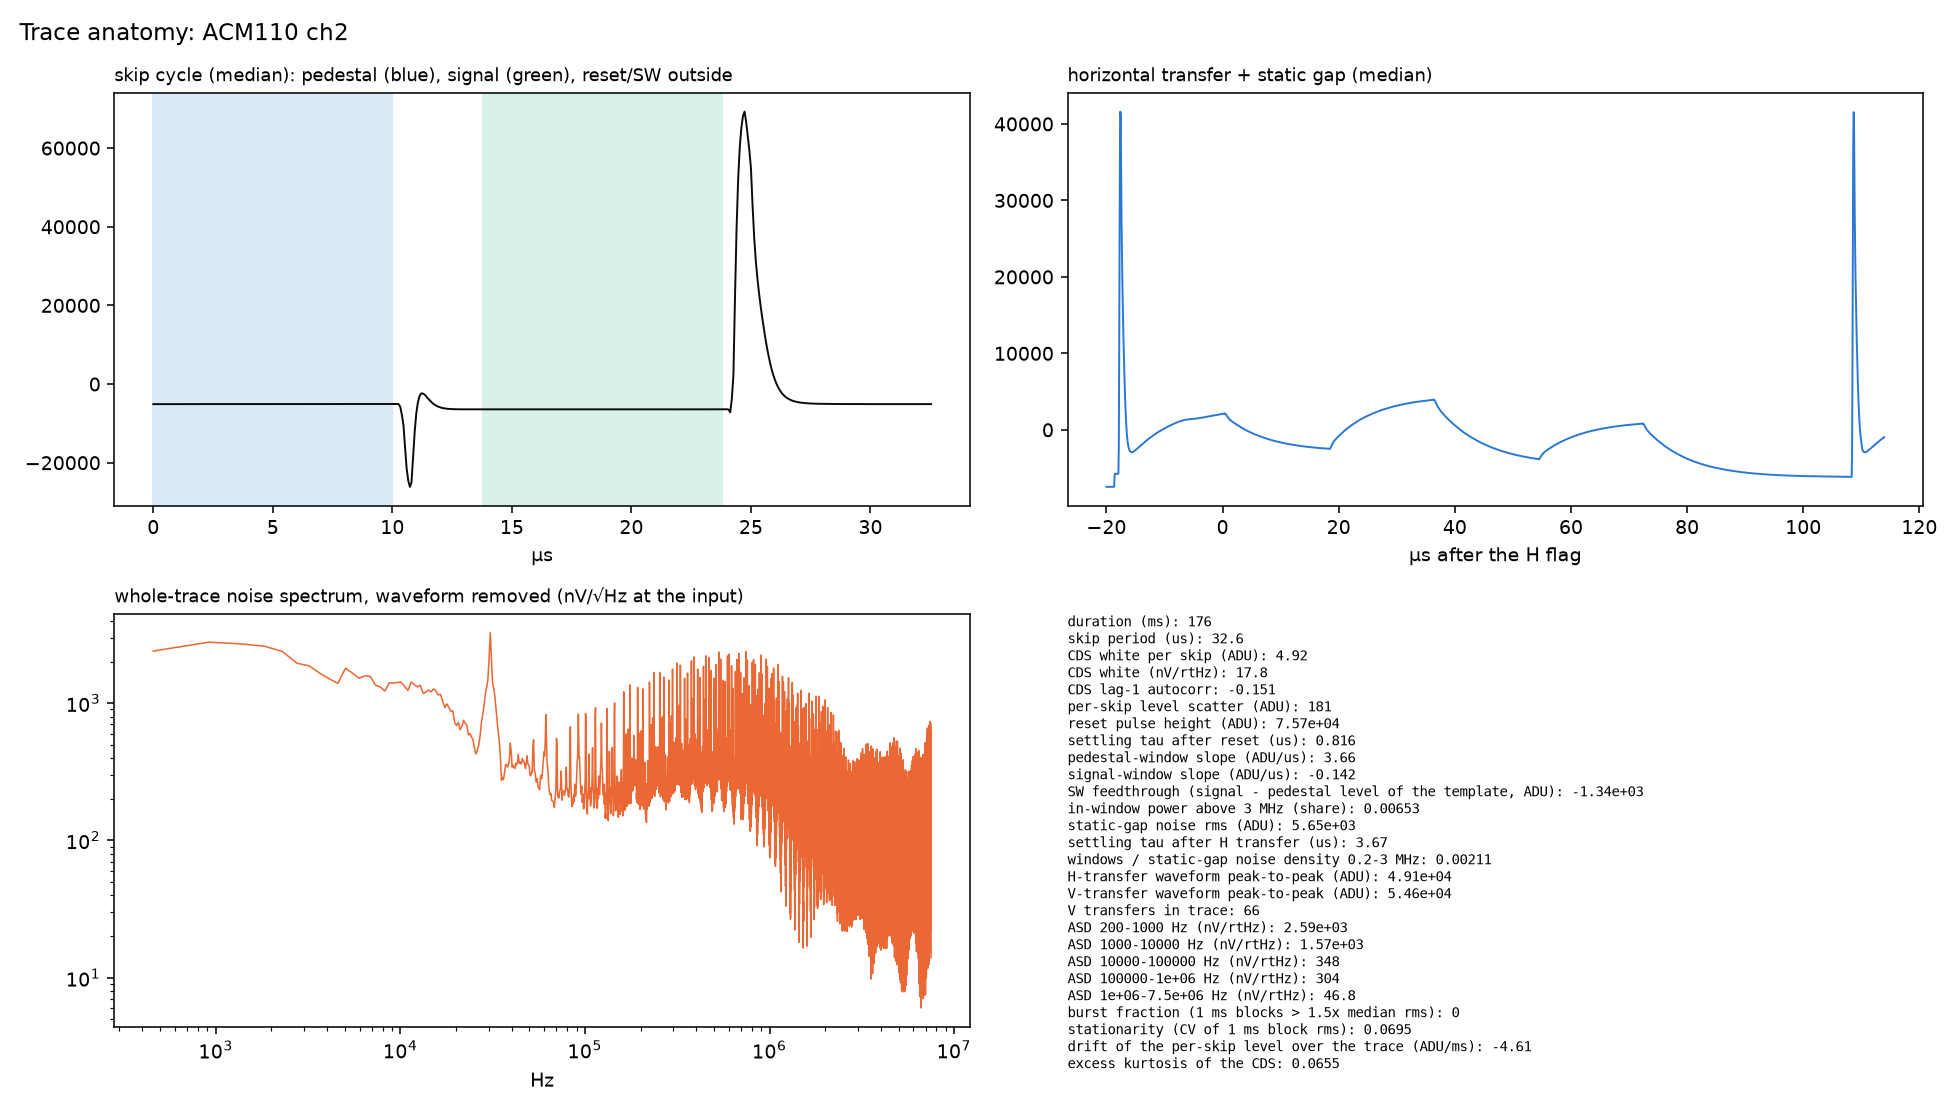 Trace anatomy: ACM110 ch2
skip cycle (median): pedestal (blue), signal (green), reset/SW outside
60000
40000
20000
0
−20000
0 5 10 15 20 25 30
µs
horizontal transfer + static gap (median)
40000
30000
20000
10000
0
−20 0 20 40 60 80 100 120
µs after the H flag
whole-trace noise spectrum, waveform removed (nV/√Hz at the input)
10³
10²
10¹
10³ 10⁴ 10⁵ 10⁶ 10⁷
Hz
duration (ms): 176
skip period (us): 32.6
CDS white per skip (ADU): 4.92
CDS white (nV/rtHz): 17.8
CDS lag-1 autocorr: -0.151
per-skip level scatter (ADU): 181
reset pulse height (ADU): 7.57e+04
settling tau after reset (us): 0.816
pedestal-window slope (ADU/us): 3.66
signal-window slope (ADU/us): -0.142
SW feedthrough (signal - pedestal level of the template, ADU): -1.34e+03
in-window power above 3 MHz (share): 0.00653
static-gap noise rms (ADU): 5.65e+03
settling tau after H transfer (us): 3.67
windows / static-gap noise density 0.2-3 MHz: 0.00211
H-transfer waveform peak-to-peak (ADU): 4.91e+04
V-transfer waveform peak-to-peak (ADU): 5.46e+04
V transfers in trace: 66
ASD 200-1000 Hz (nV/rtHz): 2.59e+03
ASD 1000-10000 Hz (nV/rtHz): 1.57e+03
ASD 10000-100000 Hz (nV/rtHz): 348
ASD 100000-1e+06 Hz (nV/rtHz): 304
ASD 1e+06-7.5e+06 Hz (nV/rtHz): 46.8
burst fraction (1 ms blocks > 1.5x median rms): 0
stationarity (CV of 1 ms block rms): 0.0695
drift of the per-skip level over the trace (ADU/ms): -4.61
excess kurtosis of the CDS: 0.0655